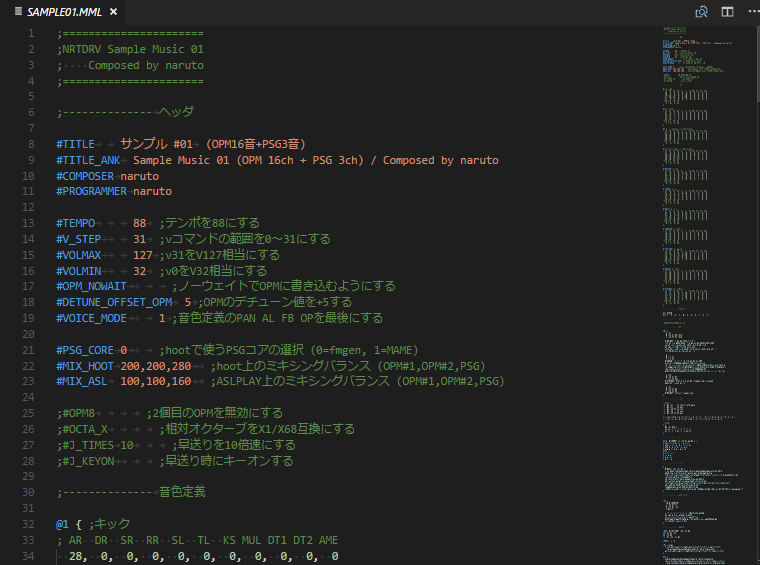 SAMPLE01.MML
1 ;======================
2 ;NRTDRV Sample Music 01
3 ; Composed by naruto
4 ;======================
5
6 ;--------------- ヘッダ
7
8 #TITLE サンプル #01 (OPM16音+PSG3音)
9 #TITLE_ANK Sample Music 01 (OPM 16ch + PSG 3ch) / Composed by naruto
10 #COMPOSER naruto
11 #PROGRAMMER naruto
12
13 #TEMPO 88 ;テンポを88にする
14 #V_STEP 31 ;vコマンドの範囲を0～31にする
15 #VOLMAX 127 ;v31をV127相当にする
16 #VOLMIN 32 ;v0をV32相当にする
17 #OPM_NOWAIT ;ノーウェイトでOPMに書き込むようにする
18 #DETUNE_OFFSET_OPM 5 ;OPMのデチューン値を+5する
19 #VOICE_MODE 1 ;音色定義のPAN AL FB OPを最後にする
20
21 #PSG_CORE 0 ;hootで使うPSGコアの選択 (0=fmgen, 1=MAME)
22 #MIX_HOOT 200,200,280 ;hoot上のミキシングバランス (OPM#1,OPM#2,PSG)
23 #MIX_ASL 100,100,160 ;ASLPLAY上のミキシングバランス (OPM#1,OPM#2,PSG)
24
25 ;#OPM8 ;2個目のOPMを無効にする
26 ;#OCTA_X ;相対オクターブをX1/X68互換にする
27 ;#J_TIMES 10 ;早送りを10倍速にする
28 ;#J_KEYON ;早送り時にキーオンする
29
30 ;--------------- 音色定義
31
32 @1 { ;キック
33 ; AR DR SR RR SL TL KS MUL DT1 DT2 AME
34 28, 0, 0, 0, 0, 0, 0, 0, 0, 0, 0